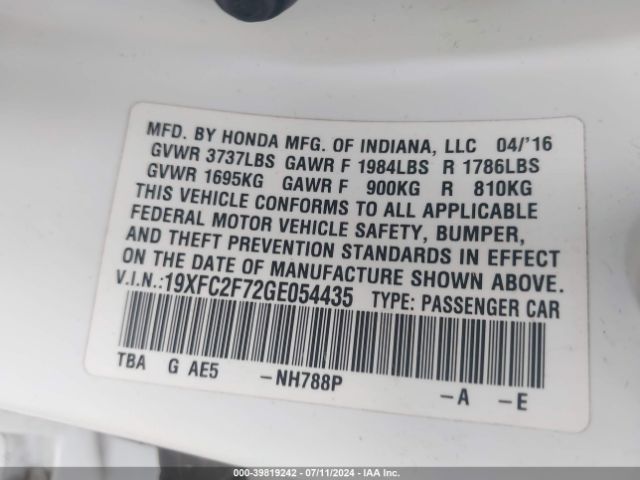 MFD. BY HONDA MFG. OF INDIANA, LLC 04/'16
GVWR 3737LBS GAWR F 1984LBS R 1786LBS
GVWR 1695KG GAWR F 900KG R 810KG
THIS VEHICLE CONFORMS TO ALL APPLICABLE
FEDERAL MOTOR VEHICLE SAFETY, BUMPER,
AND THEFT PREVENTION STANDARDS IN EFFECT
ON THE DATE OF MANUFACTURE SHOWN ABOVE.
V.I.N.:19XFC2F72GE054435 TYPE: PASSENGER CAR
TBA G AE5 -NH788P -A -E
000-39819242 / 07/11/2024 - IAA Inc.